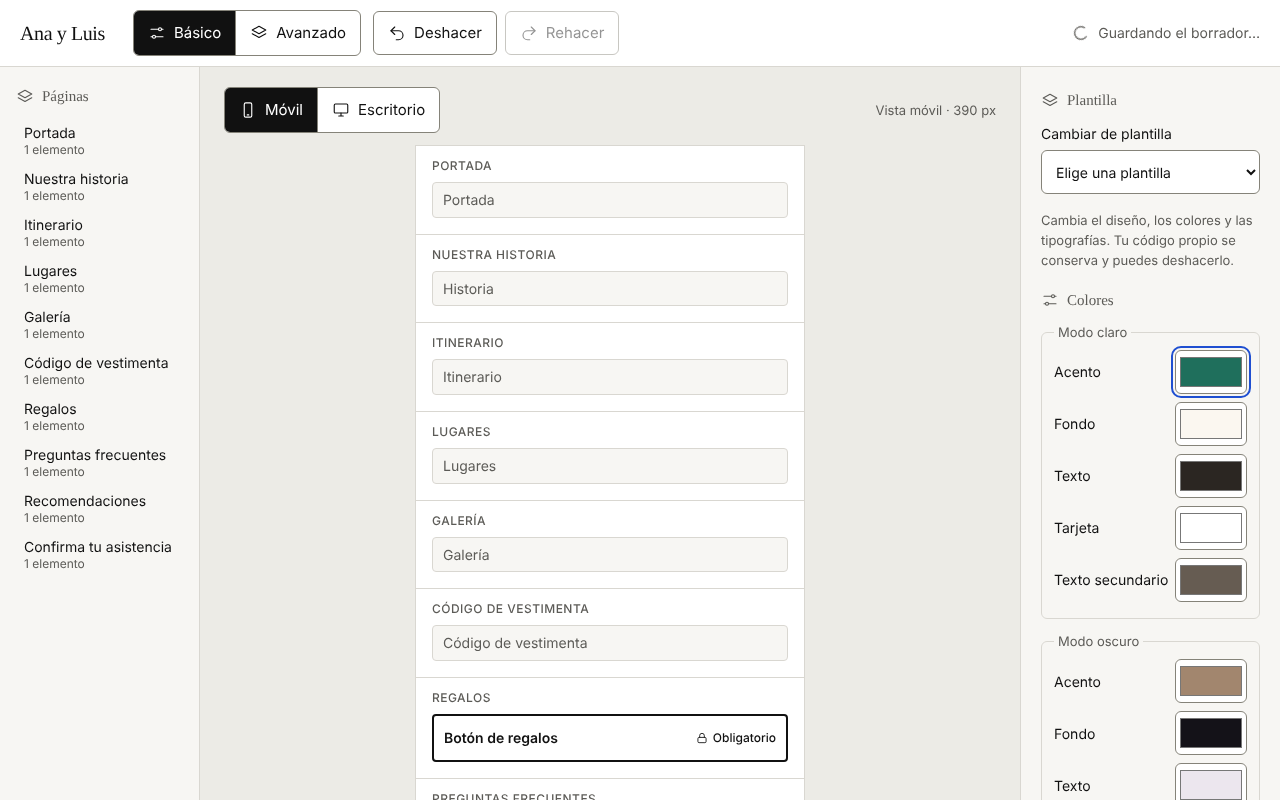 Ana y Luis
Básico
Avanzado
Deshacer
Rehacer
Guardando el borrador...
Páginas
Portada
1 elemento
Nuestra historia
1 elemento
Itinerario
1 elemento
Lugares
1 elemento
Galería
1 elemento
Código de vestimenta
1 elemento
Regalos
1 elemento
Preguntas frecuentes
1 elemento
Recomendaciones
1 elemento
Confirma tu asistencia
1 elemento
Móvil
Escritorio
Vista móvil · 390 px
PORTADA
Portada
NUESTRA HISTORIA
Historia
ITINERARIO
Itinerario
LUGARES
Lugares
GALERÍA
Galería
CÓDIGO DE VESTIMENTA
Código de vestimenta
REGALOS
Botón de regalos
Obligatorio
PREGUNTAS FRECUENTES
Plantilla
Cambiar de plantilla
Elige una plantilla
Cambia el diseño, los colores y las
tipografías. Tu código propio se
conserva y puedes deshacerlo.
Colores
Modo claro
Acento
Fondo
Texto
Tarjeta
Texto secundario
Modo oscuro
Acento
Fondo
Texto